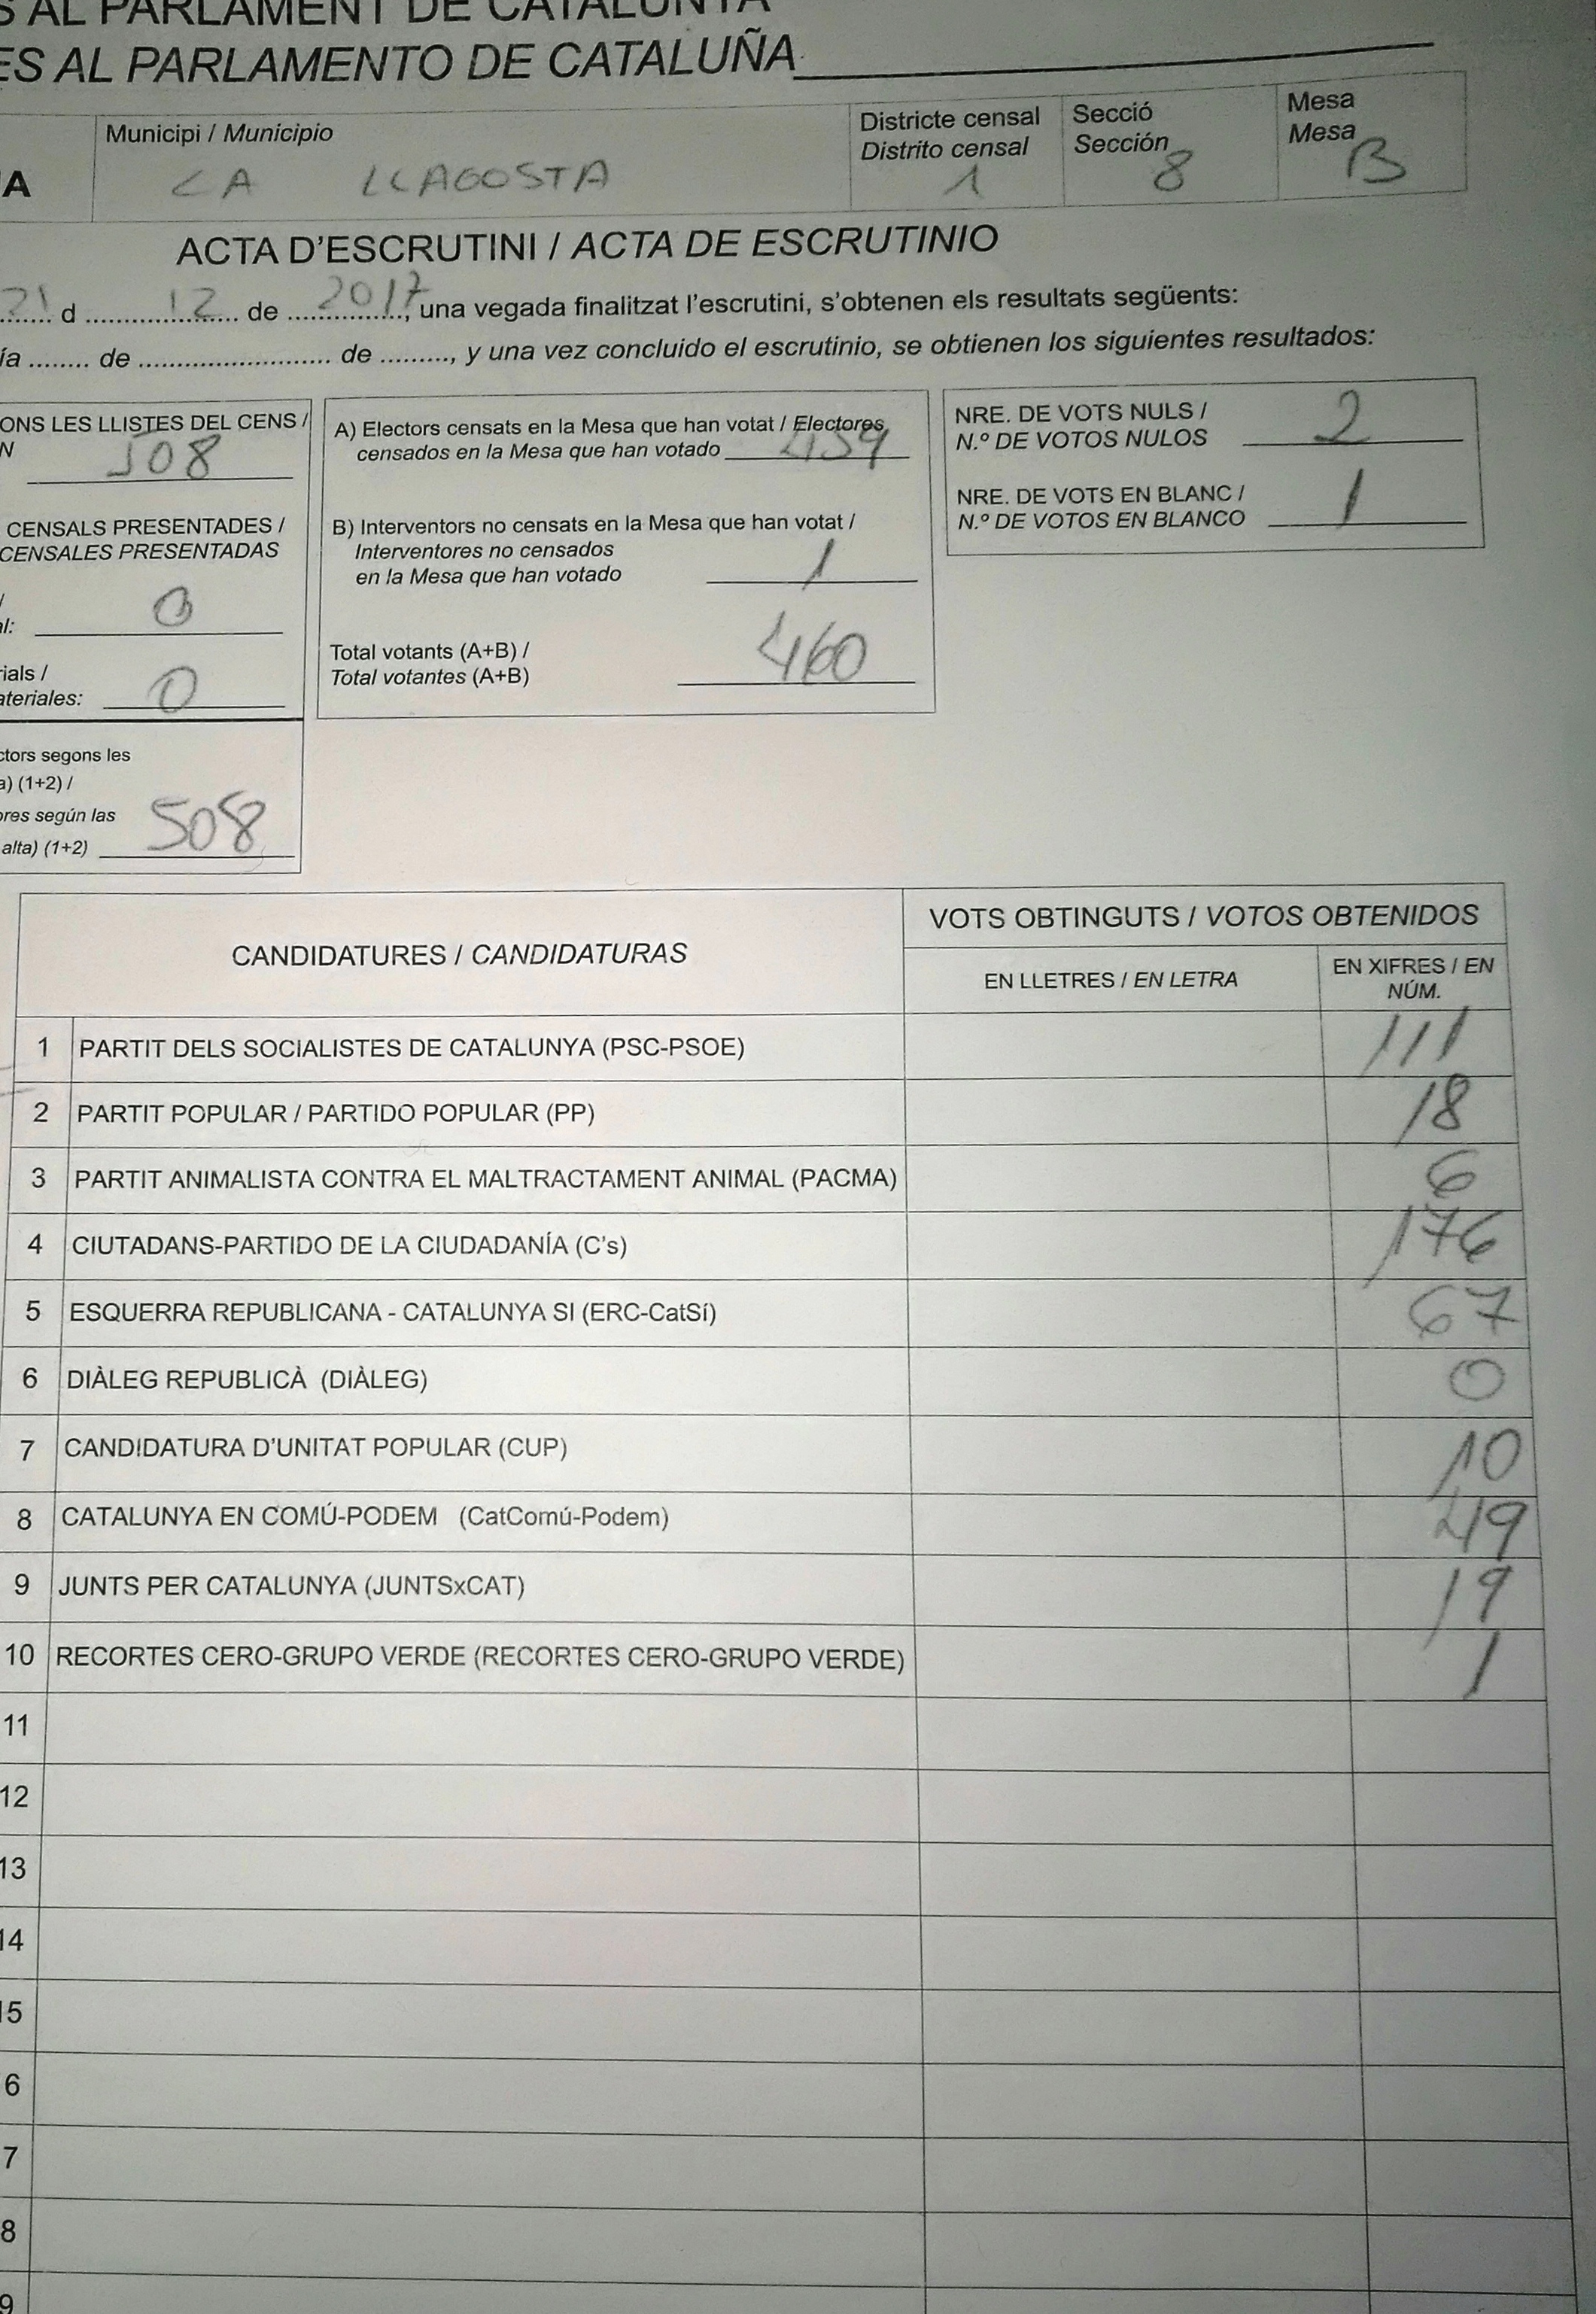 S AL PARLAMENT DE CATALUNYA
ES AL PARLAMENTO DE CATALUÑA
A
Municipi / Municipio
LA LLAGOSTA
Districte censal
Distrito censal
1
Secció
Sección
8
Mesa
Mesa
B
ACTA D'ESCRUTINI / ACTA DE ESCRUTINIO
21 d 12 de 2017, una vegada finalitzat l'escrutini, s'obtenen els resultats següents:
ía ........ de ......................... de ........., y una vez concluido el escrutinio, se obtienen los siguientes resultados:
ONS LES LLISTES DEL CENS /
N
508
CENSALS PRESENTADES /
CENSALES PRESENTADAS
/
al: 0
rials /
ateriales: 0
ctors segons les
a) (1+2) /
ores según las
alta) (1+2) 508
A) Electors censats en la Mesa que han votat / Electores
censados en la Mesa que han votado 459
B) Interventors no censats en la Mesa que han votat /
Interventores no censados
en la Mesa que han votado 1
Total votants (A+B) /
Total votantes (A+B) 460
NRE. DE VOTS NULS /
N.º DE VOTOS NULOS 2
NRE. DE VOTS EN BLANC /
N.º DE VOTOS EN BLANCO 1
CANDIDATURES / CANDIDATURAS
VOTS OBTINGUTS / VOTOS OBTENIDOS
EN LLETRES / EN LETRA
EN XIFRES / EN
NÚM.
1 PARTIT DELS SOCIALISTES DE CATALUNYA (PSC-PSOE) 111
2 PARTIT POPULAR / PARTIDO POPULAR (PP) 18
3 PARTIT ANIMALISTA CONTRA EL MALTRACTAMENT ANIMAL (PACMA) 6
4 CIUTADANS-PARTIDO DE LA CIUDADANÍA (C's) 176
5 ESQUERRA REPUBLICANA - CATALUNYA SI (ERC-CatSí) 67
6 DIÀLEG REPUBLICÀ (DIÀLEG) 0
7 CANDIDATURA D'UNITAT POPULAR (CUP) 10
8 CATALUNYA EN COMÚ-PODEM (CatComú-Podem) 49
9 JUNTS PER CATALUNYA (JUNTSxCAT) 19
10 RECORTES CERO-GRUPO VERDE (RECORTES CERO-GRUPO VERDE) 1
11
12
13
14
15
6
7
8
9